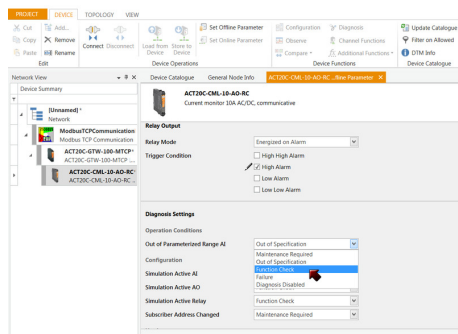 PROJECT DEVICE TOPOLOGY VIEW
Cut Add... Set Offline Parameter Configuration Diagnosis Update Catalogue
Copy Remove Connect Disconnect Load from Device Store to Device Set Online Parameter Observe Channel Functions Filter on Allowed
Paste Rename Compare Additional Functions DTM Info
Edit Device Operations Device Functions Device Catalogue
Network View Device Catalogue General Node Info ACT20C-CML-10-AO-RC ...fline Parameter
Device Summary
ACT20C-CML-10-AO-RC
Current monitor 10A AC/DC, communicative
[Unnamed]*
Network
ModbusTCPCommunication
Modbus TCP Communication
ACT20C-GTW-100-MTCP*
ACT20C-GTW-100-MTCP -...
ACT20C-CML-10-AO-RC*
ACT20C-CML-10-AO-RC -
Relay Output
Relay Mode Energized on Alarm
Trigger Condition High High Alarm
High Alarm
Low Alarm
Low Low Alarm
Diagnosis Settings
Operation Conditions
Out of Parameterized Range AI Out of Specification
Maintenance Required
Configuration Out of Specification
Function Check
Simulation Active AI Failure
Diagnosis Disabled
Simulation Active AO
Simulation Active Relay Function Check
Subscriber Address Changed Maintenance Required